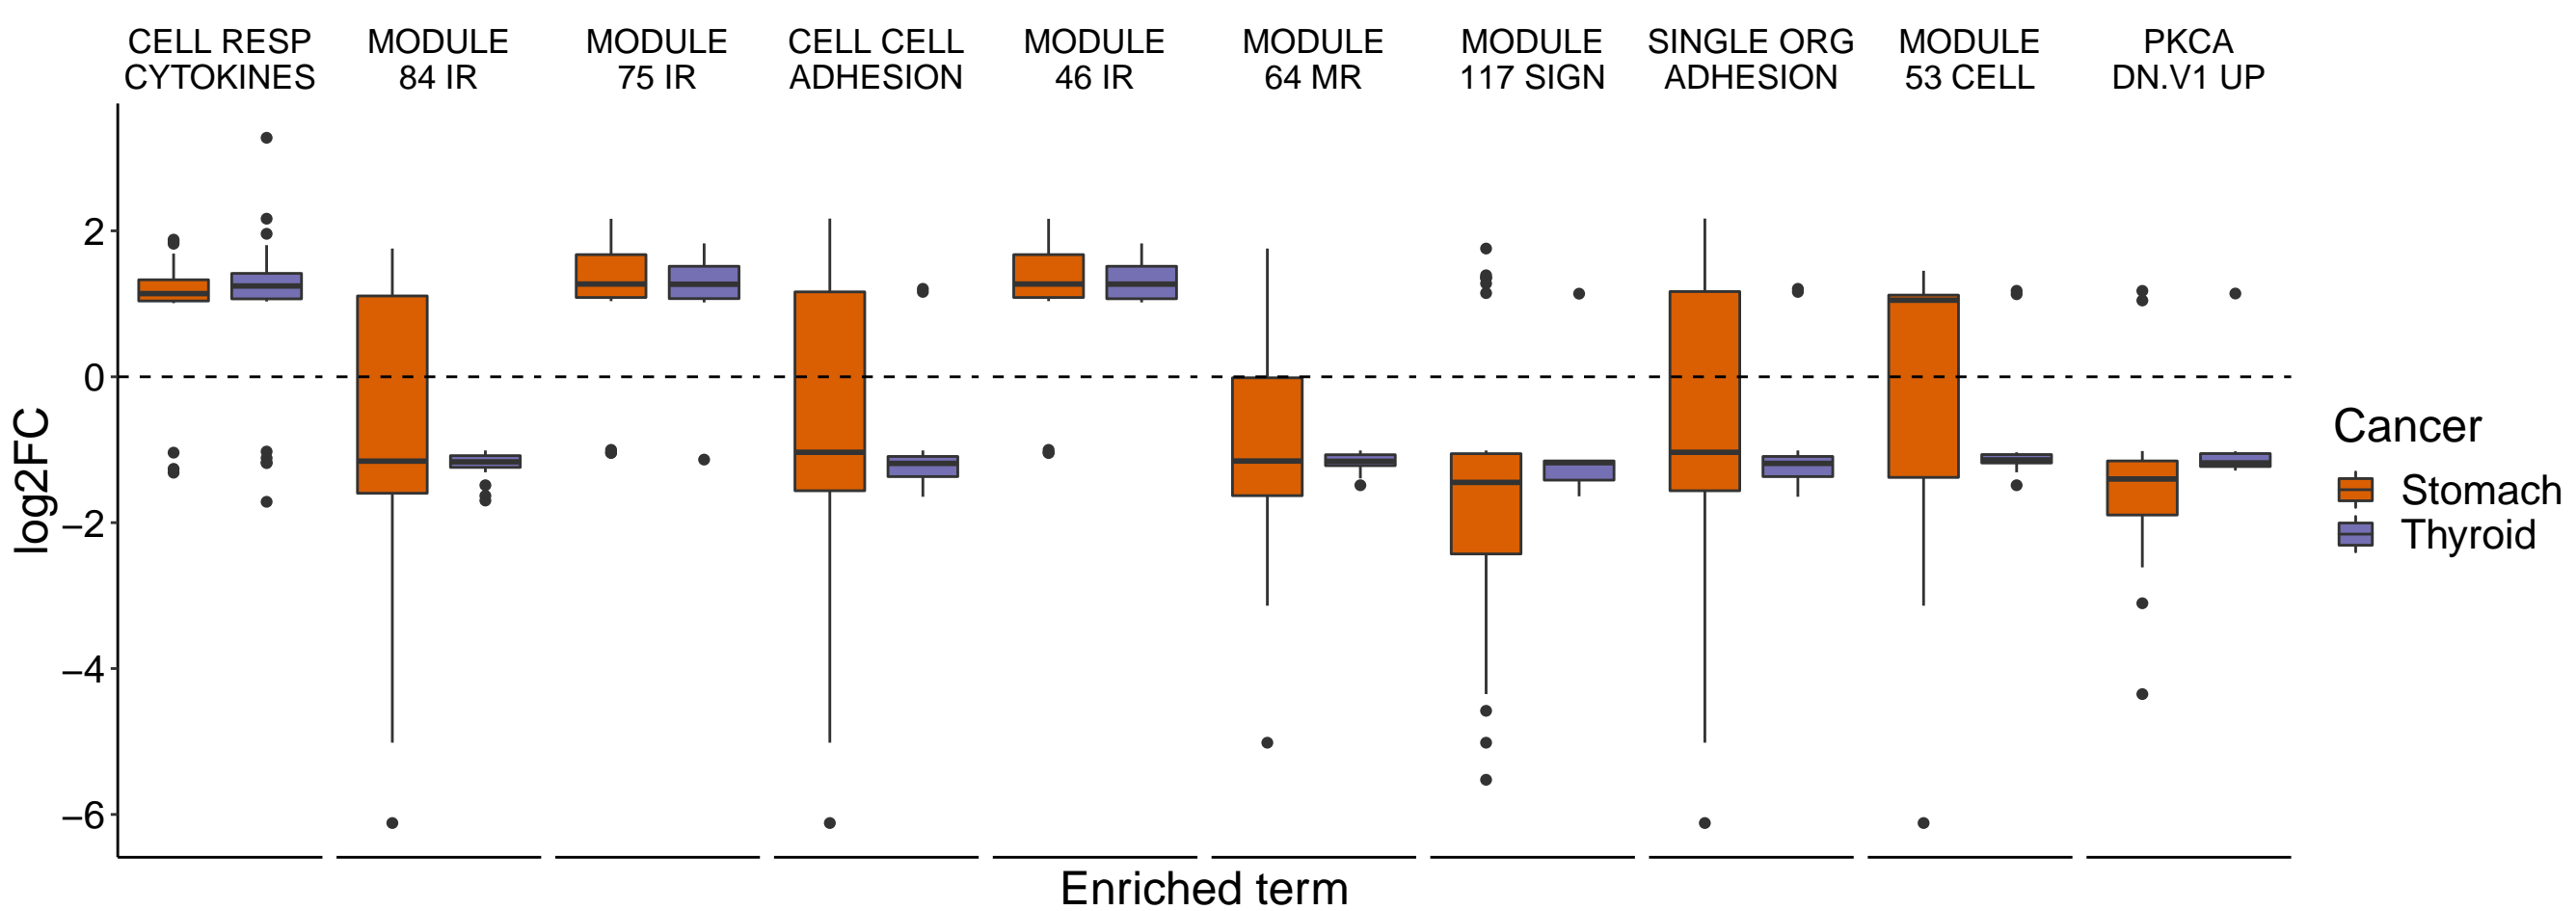 CELL RESP
CYTOKINES
MODULE
84 IR
MODULE
75 IR
CELL CELL
ADHESION
MODULE
46 IR
MODULE
64 MR
MODULE
117 SIGN
SINGLE ORG
ADHESION
MODULE
53 CELL
PKCA
DN.V1 UP
log2FC
2
0
−2
−4
−6
Enriched term
Cancer
Stomach
Thyroid